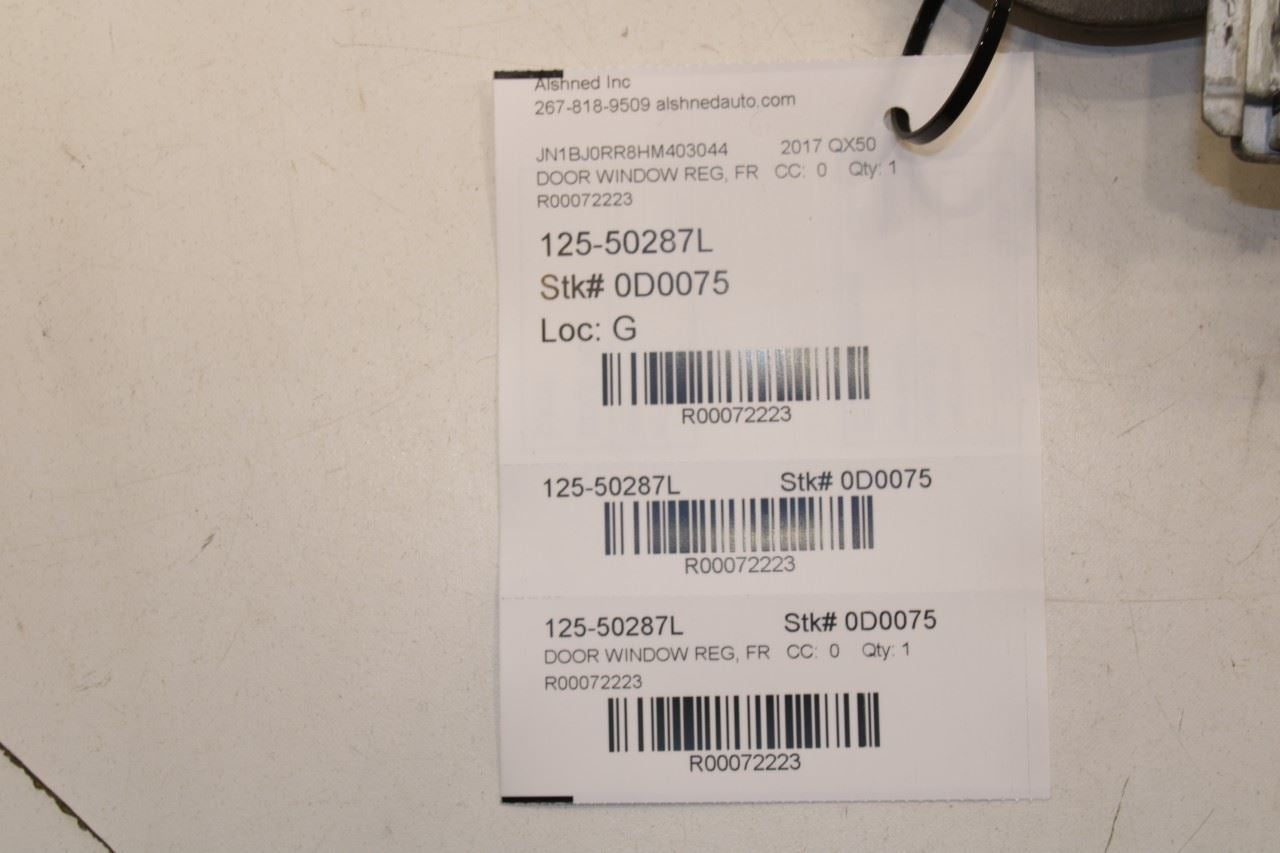 Alshned Inc
267-818-9509 alshnedauto.com
JN1BJ0RR8HM403044 2017 QX50
DOOR WINDOW REG, FR CC: 0 Qty: 1
R00072223
125-50287L
Stk# 0D0075
Loc: G
R00072223
125-50287L Stk# 0D0075
R00072223
125-50287L Stk# 0D0075
DOOR WINDOW REG, FR CC: 0 Qty: 1
R00072223
R00072223